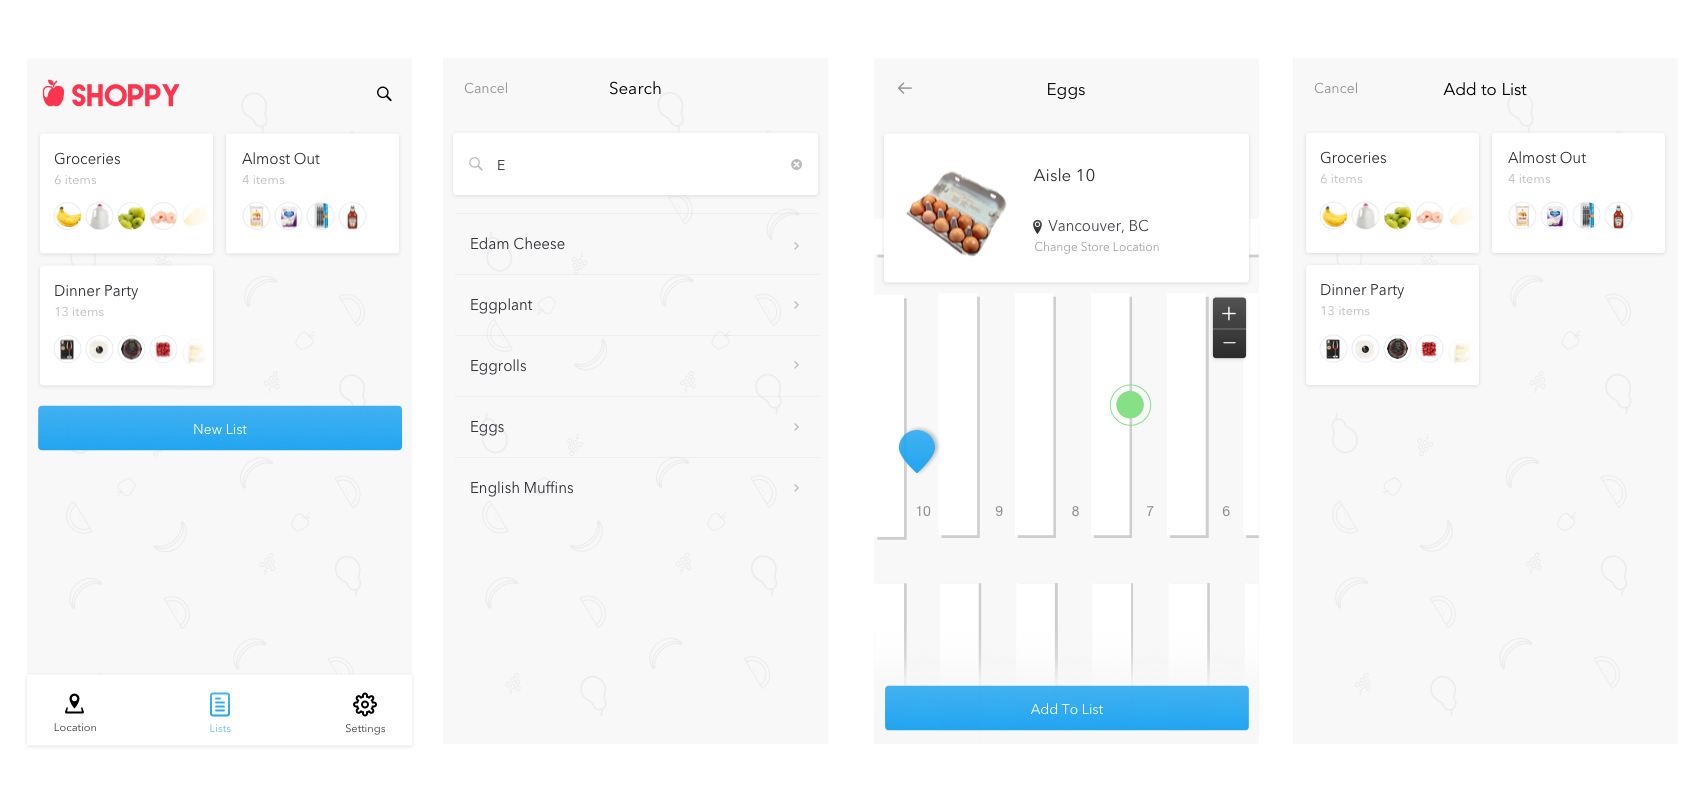 SHOPPY
Groceries
6 items
Almost Out
4 items
Dinner Party
13 items
New List
Location
Lists
Settings
Cancel
Search
E
Edam Cheese
Eggplant
Eggrolls
Eggs
English Muffins
Eggs
Aisle 10
Vancouver, BC
Change Store Location
+
−
10
9
8
7
6
Add To List
Cancel
Add to List
Groceries
6 items
Almost Out
4 items
Dinner Party
13 items